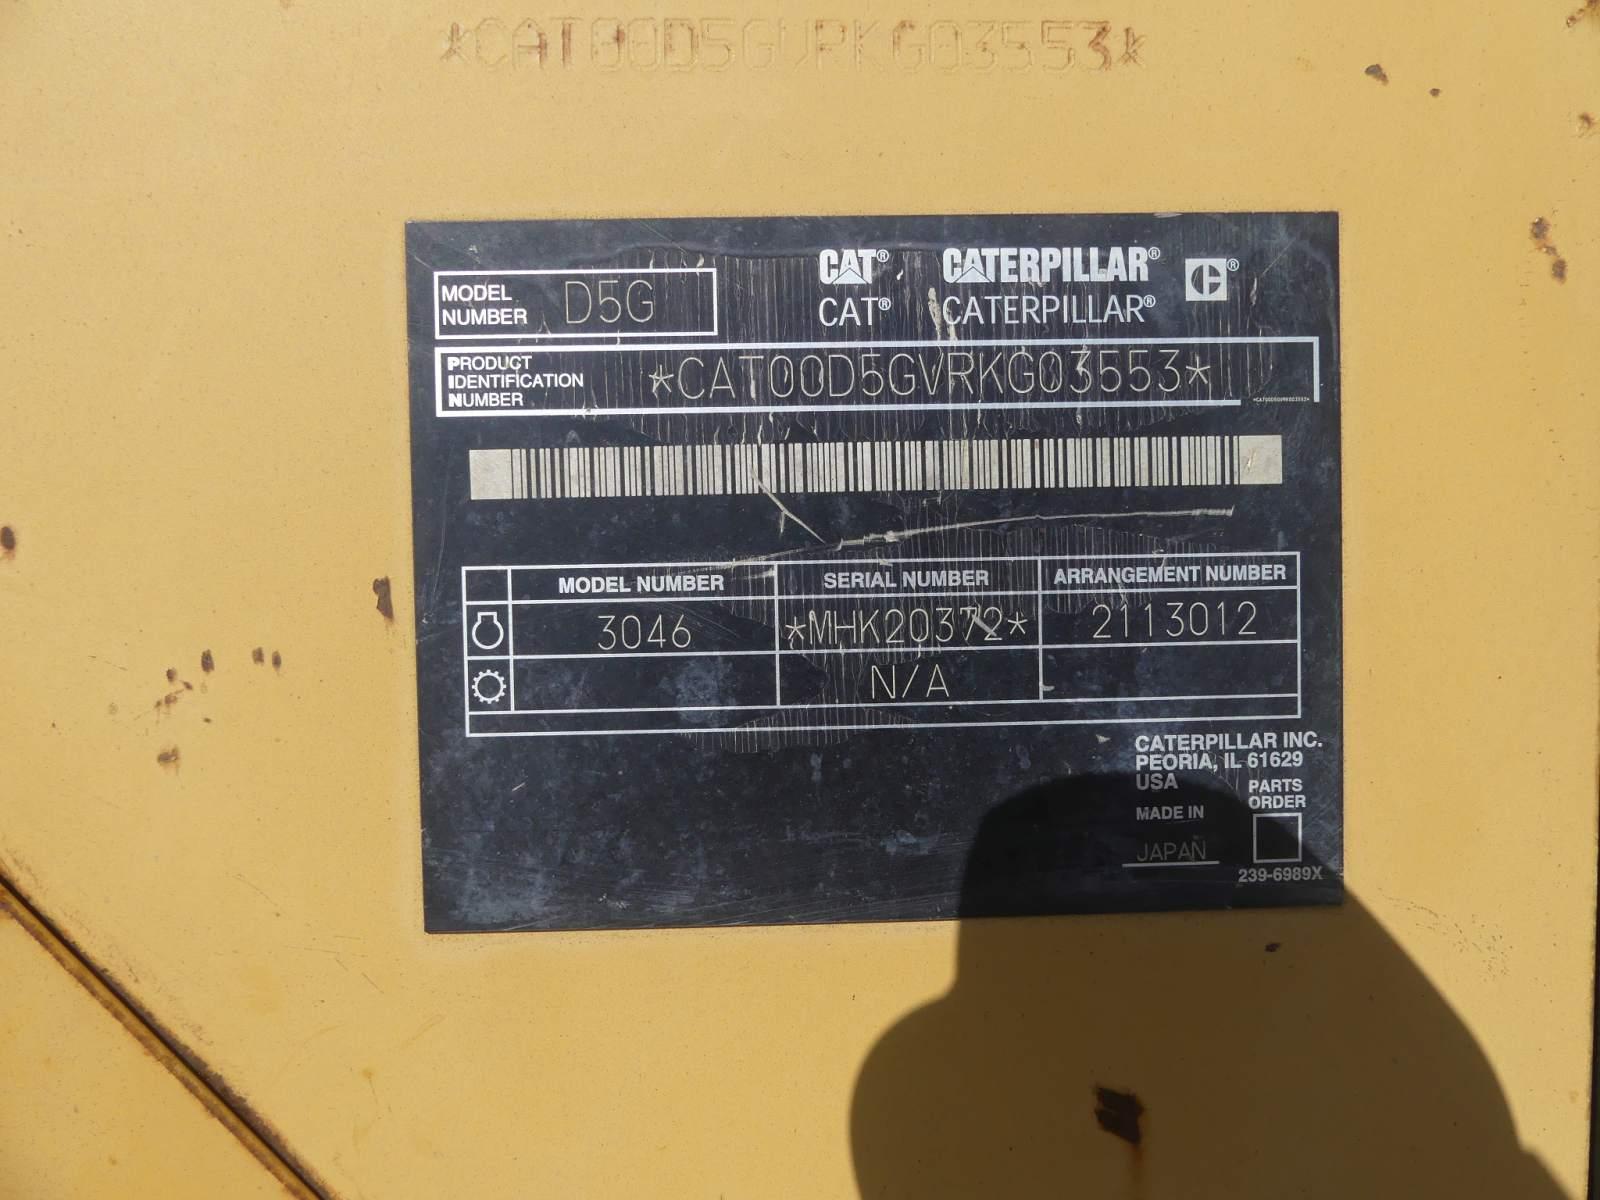 *CAT00D5GVRKG03553*
CAT® CATERPILLAR® ®
CAT® CATERPILLAR®
MODEL NUMBER D5G
PRODUCT IDENTIFICATION NUMBER *CAT00D5GVRKG03553*
*CAT00D5GVRKG03553*
MODEL NUMBER SERIAL NUMBER ARRANGEMENT NUMBER
3046 *MHK20372* 2113012
N/A
CATERPILLAR INC.
PEORIA, IL 61629
USA
PARTS ORDER
MADE IN
JAPAN
239-6989X